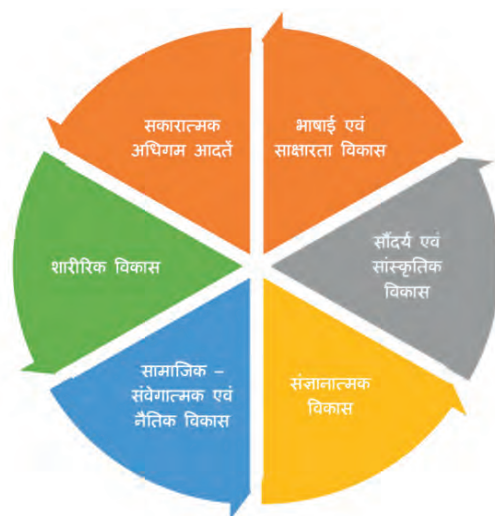 सकारात्मक
अधिगम आदतें
भाषाई एवं
साक्षारता विकास
सौंदर्य एवं
सांस्कृतिक
विकास
संज्ञानात्मक
विकास
सामाजिक –
संवेगात्मक एवं
नैतिक विकास
शारीरिक विकास